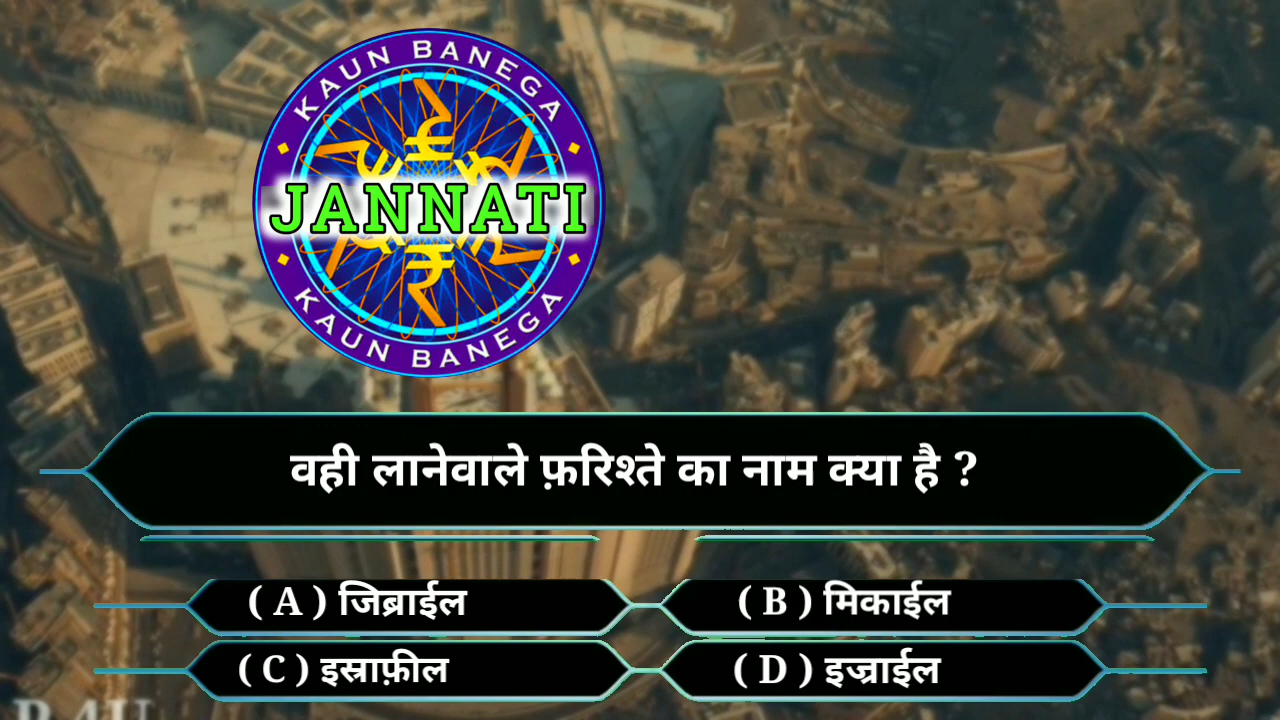 KAUN BANEGA
JANNATI
KAUN BANEGA
वही लानेवाले फ़रिश्ते का नाम क्या है ?
( A ) जिब्राईल
( B ) मिकाईल
( C ) इस्राफ़ील
( D ) इज्राईल